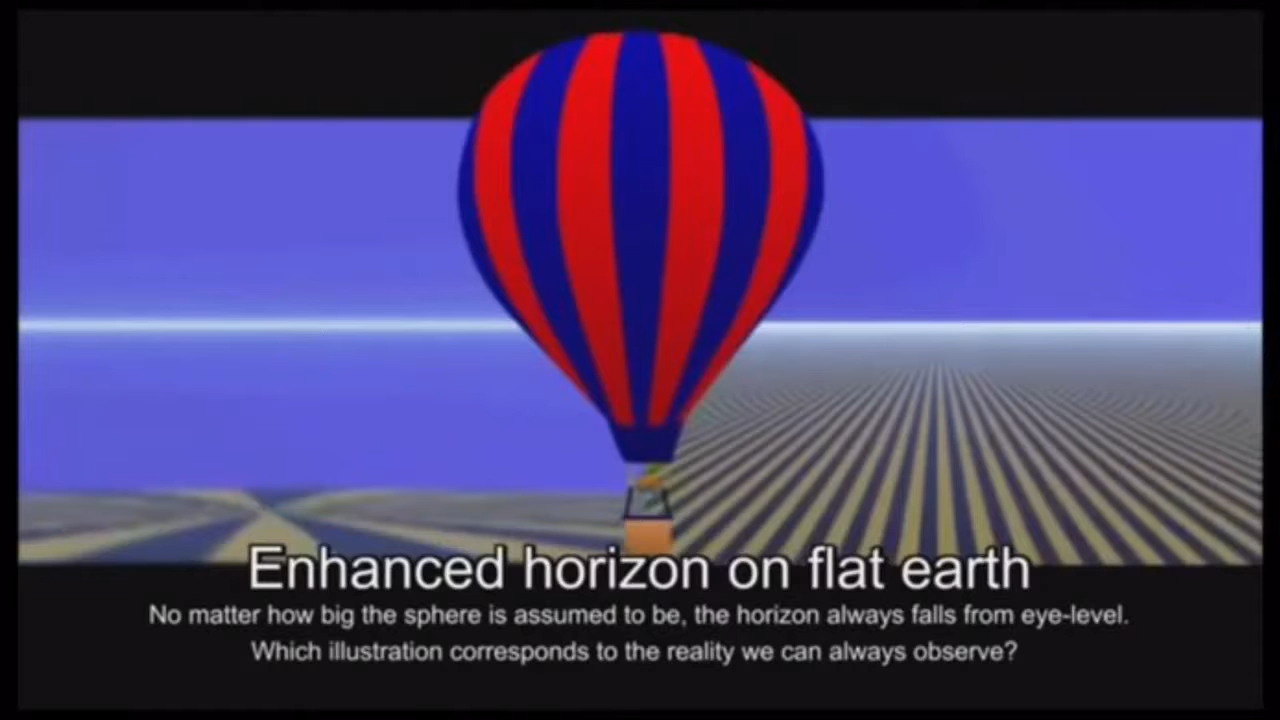 Enhanced horizon on flat earth
No matter how big the sphere is assumed to be, the horizon always falls from eye-level.
Which illustration corresponds to the reality we can always observe?